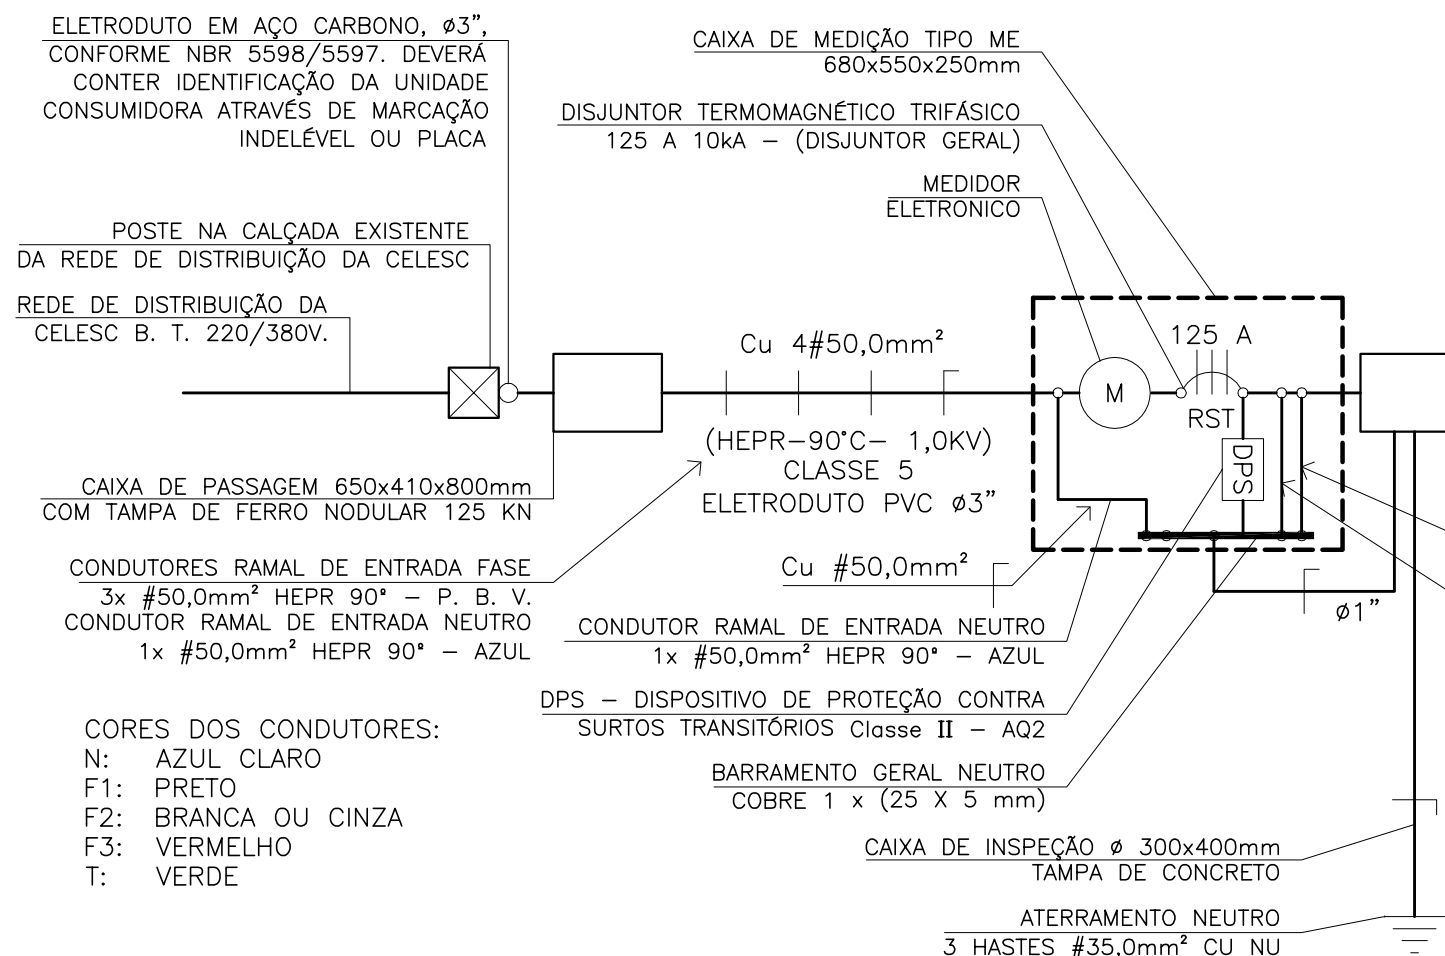 ELETRODUTO EM AÇO CARBONO, ø3",
CONFORME NBR 5598/5597. DEVERÁ
CONTER IDENTIFICAÇÃO DA UNIDADE
CONSUMIDORA ATRAVÉS DE MARCAÇÃO
INDELÉVEL OU PLACA
CAIXA DE MEDIÇÃO TIPO ME
680x550x250mm
DISJUNTOR TERMOMAGNÉTICO TRIFÁSICO
125 A 10kA – (DISJUNTOR GERAL)
MEDIDOR
ELETRONICO
POSTE NA CALÇADA EXISTENTE
DA REDE DE DISTRIBUIÇÃO DA CELESC
REDE DE DISTRIBUIÇÃO DA
CELESC B. T. 220/380V.
Cu 4#50,0mm²
125 A
M
RST
DPS
(HEPR–90°C– 1,0KV)
CLASSE 5
ELETRODUTO PVC ø3"
CAIXA DE PASSAGEM 650x410x800mm
COM TAMPA DE FERRO NODULAR 125 KN
CONDUTORES RAMAL DE ENTRADA FASE
3x #50,0mm² HEPR 90° – P. B. V.
CONDUTOR RAMAL DE ENTRADA NEUTRO
1x #50,0mm² HEPR 90° – AZUL
Cu #50,0mm²
ø1"
CONDUTOR RAMAL DE ENTRADA NEUTRO
1x #50,0mm² HEPR 90° – AZUL
DPS – DISPOSITIVO DE PROTEÇÃO CONTRA
SURTOS TRANSITÓRIOS Classe II – AQ2
BARRAMENTO GERAL NEUTRO
COBRE 1 x (25 X 5 mm)
CORES DOS CONDUTORES:
N: AZUL CLARO
F1: PRETO
F2: BRANCA OU CINZA
F3: VERMELHO
T: VERDE
CAIXA DE INSPEÇÃO ø 300x400mm
TAMPA DE CONCRETO
ATERRAMENTO NEUTRO
3 HASTES #35,0mm² CU NU